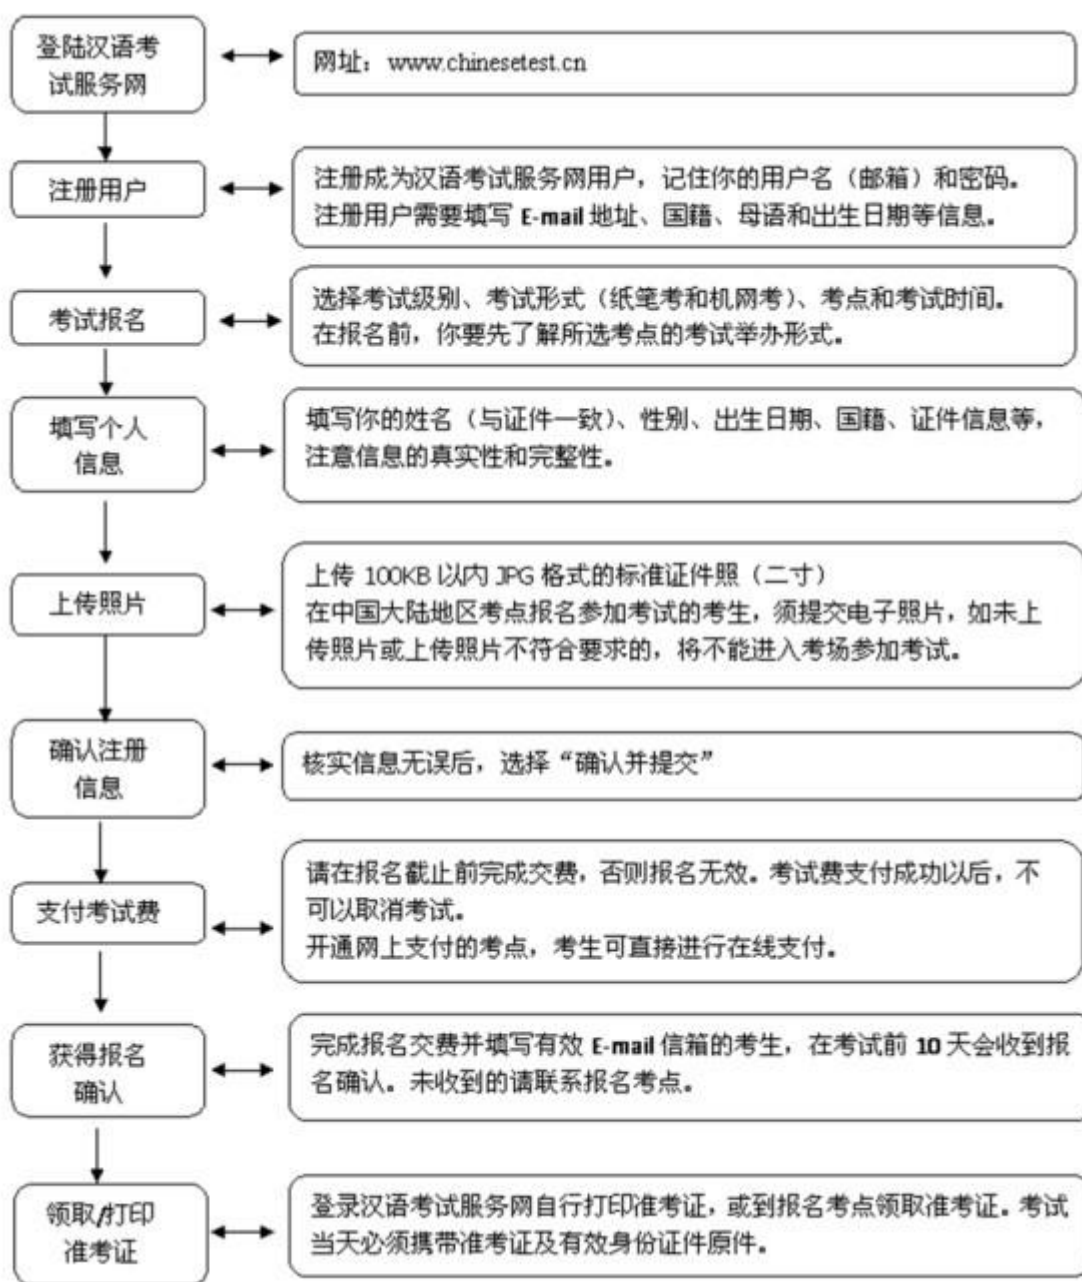 登陆汉语考
试服务网
网址：www.chinesetest.cn
注册用户
注册成为汉语考试服务网用户，记住你的用户名（邮箱）和密码。
注册用户需要填写 E-mail 地址、国籍、母语和出生日期等信息。
考试报名
选择考试级别、考试形式（纸笔考和机网考）、考点和考试时间。
在报名前，你要先了解所选考点的考试举办形式。
填写个人
信息
填写你的姓名（与证件一致）、性别、出生日期、国籍、证件信息等，
注意信息的真实性和完整性。
上传照片
上传 100KB 以内 JPG 格式的标准证件照（二寸）
在中国大陆地区考点报名参加考试的考生，须提交电子照片，如未上
传照片或上传照片不符合要求的，将不能进入考场参加考试。
确认注册
信息
核实信息无误后，选择“确认并提交”
支付考试费
请在报名截止前完成交费，否则报名无效。考试费支付成功以后，不
可以取消考试。
开通网上支付的考点，考生可直接进行在线支付。
获得报名
确认
完成报名交费并填写有效 E-mail 信箱的考生，在考试前 10 天会收到报
名确认。未收到的请联系报名考点。
领取/打印
准考证
登录汉语考试服务网自行打印准考证，或到报名考点领取准考证。考试
当天必须携带准考证及有效身份证件原件。